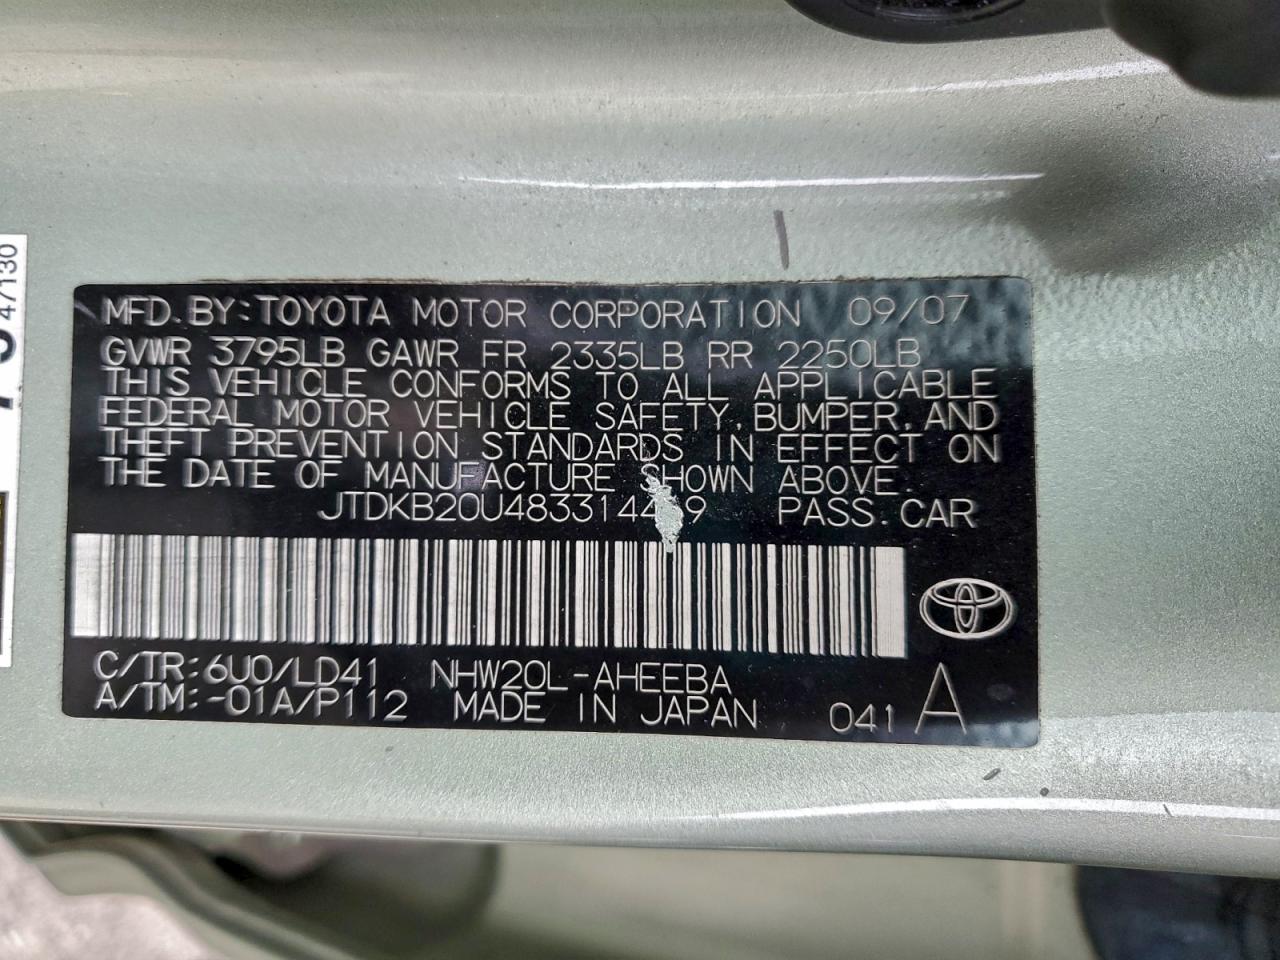 MFD. BY: TOYOTA MOTOR CORPORATION 09/07
GVWR 3795LB GAWR FR 2335LB RR 2250LB
THIS VEHICLE CONFORMS TO ALL APPLICABLE
FEDERAL MOTOR VEHICLE SAFETY, BUMPER, AND
THEFT PREVENTION STANDARDS IN EFFECT ON
THE DATE OF MANUFACTURE SHOWN ABOVE.
PASS. CAR
C/TR: 6U0/LD41 NHW20L-AHEEBA
A/TM: -01A/P112 MADE IN JAPAN 041 A
47130